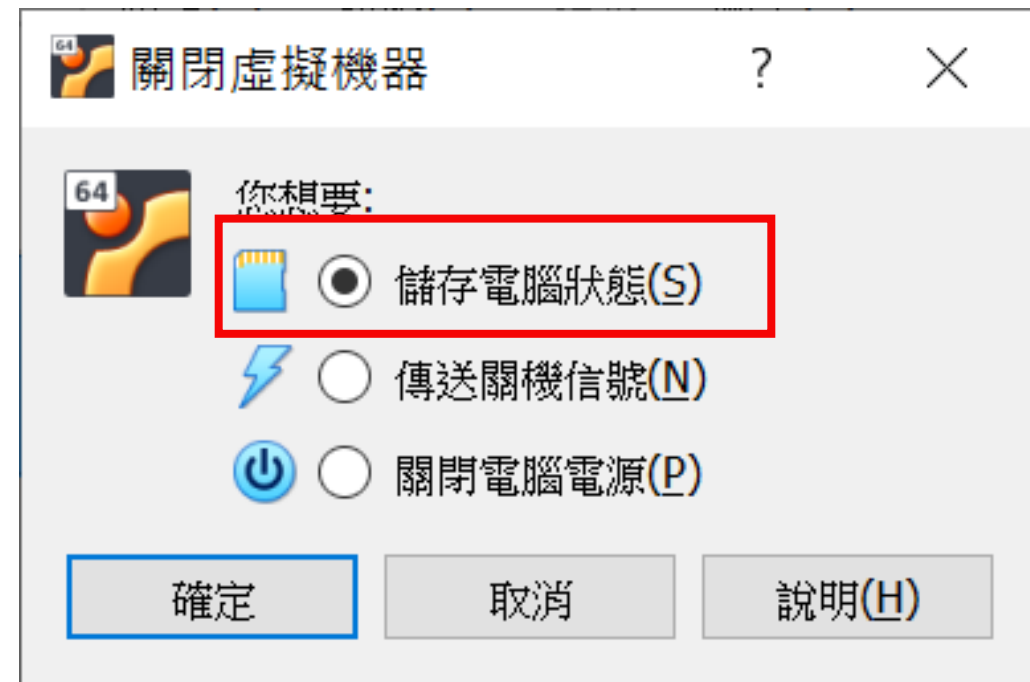 64
關閉虛擬機器
?
64
您想要:
儲存電腦狀態(S)
傳送關機信號(N)
關閉電腦電源(P)
確定
取消
說明(H)